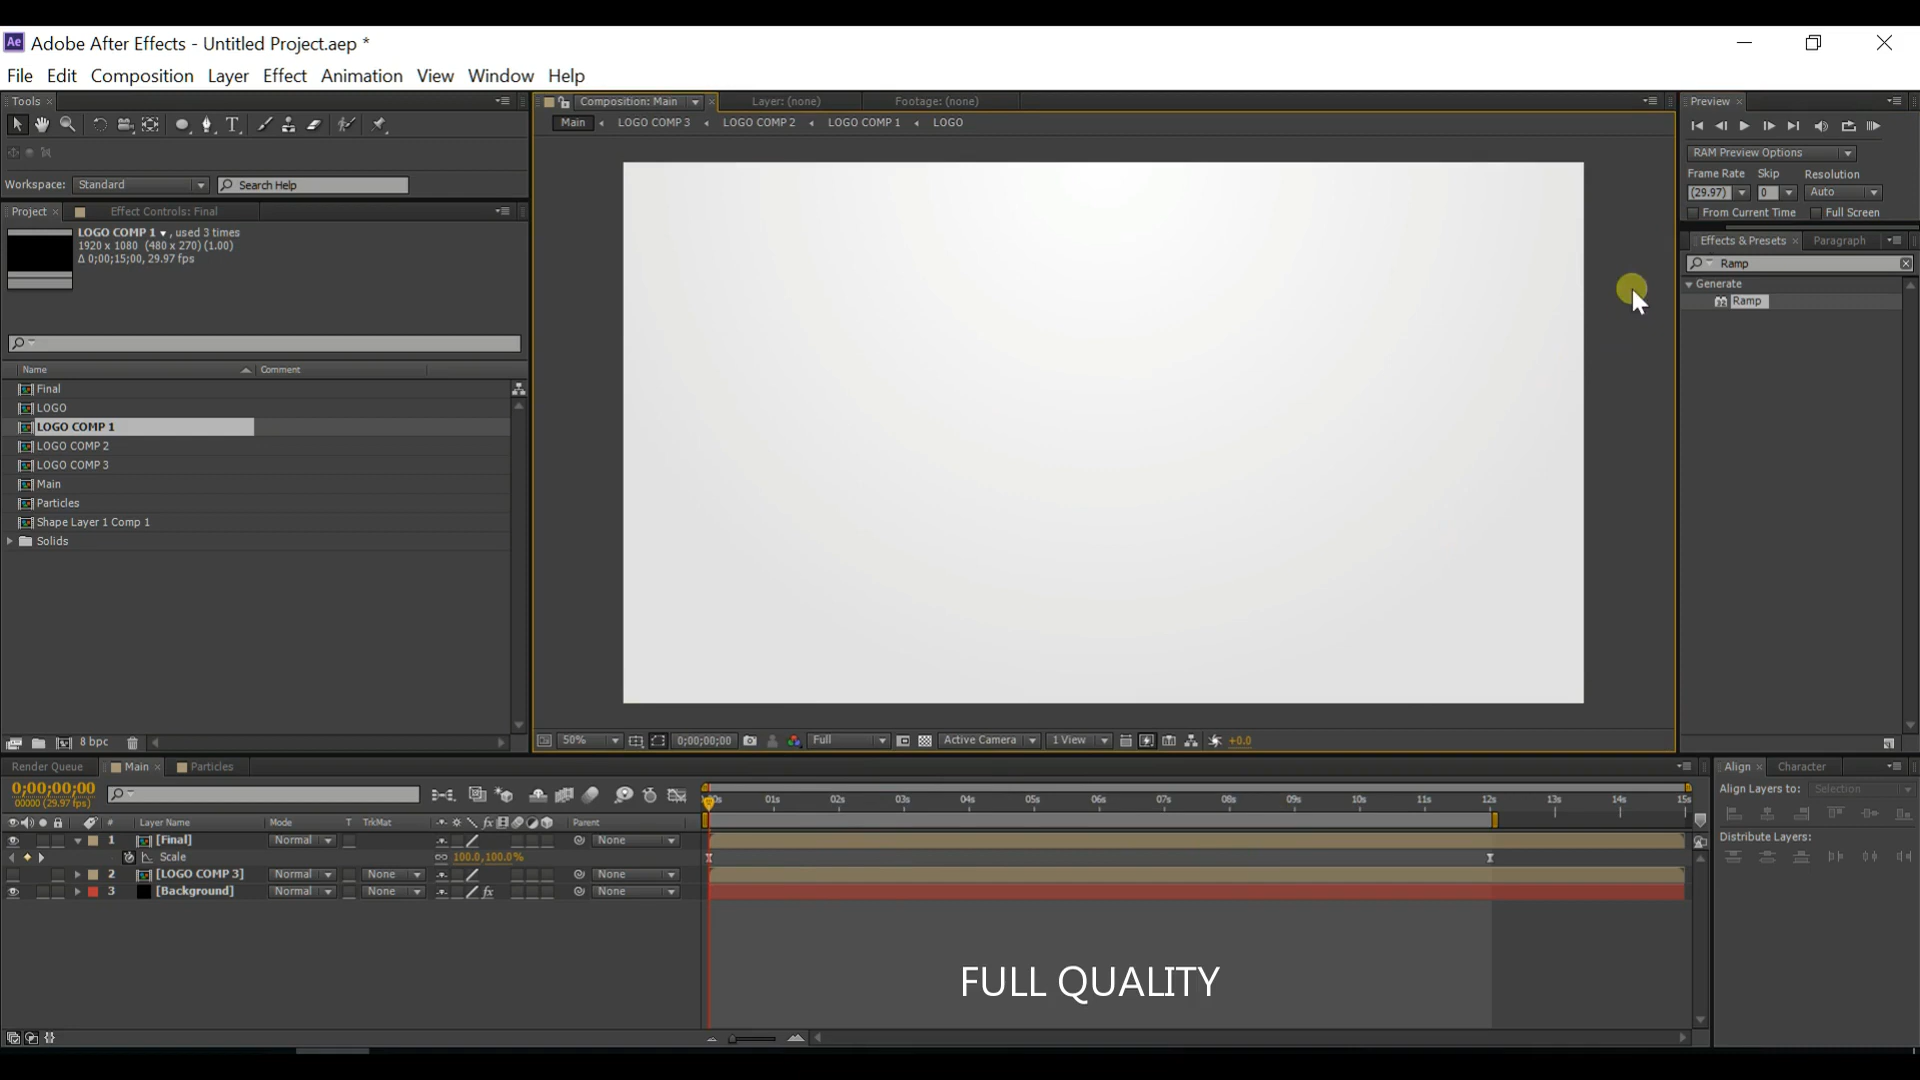 Ae Adobe After Effects - Untitled Project.aep *
File Edit Composition Layer Effect Animation View Window Help
Tools
Workspace: Standard Search Help
Project Effect Controls: Final
LOGO COMP 1 , used 3 times
1920 x 1080 (480 x 270) (1.00)
Δ 0;00;15;00, 29.97 fps
Name Comment
Final
LOGO
LOGO COMP 1
LOGO COMP 2
LOGO COMP 3
Main
Particles
Shape Layer 1 Comp 1
Solids
8 bpc
Composition: Main Layer: (none) Footage: (none)
Main LOGO COMP 3 LOGO COMP 2 LOGO COMP 1 LOGO
50% 0;00;00;00 Full Active Camera 1 View +0.0
Preview
RAM Preview Options
Frame Rate Skip Resolution
(29.97) 0 Auto
From Current Time Full Screen
Effects & Presets Paragraph
Ramp
Generate
32 Ramp
Render Queue Main Particles
0;00;00;00
00000 (29.97 fps)
01s 02s 03s 04s 05s 06s 07s 08s 09s 10s 11s 12s 13s 14s 15s
# Layer Name Mode T TrkMat fx Parent
1 [Final] Normal None
Scale 100.0,100.0%
2 [LOGO COMP 3] Normal None None
3 [Background] Normal None fx None
FULL QUALITY
Align Character
Align Layers to: Selection
Distribute Layers: